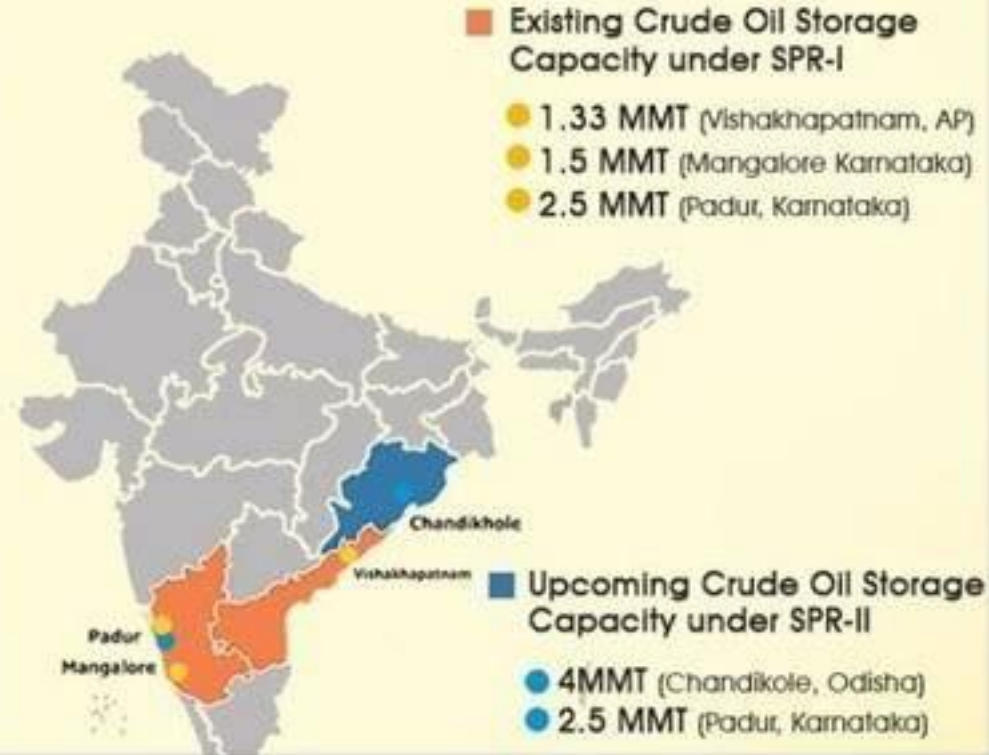 Existing Crude Oil Storage
Capacity under SPR-I
1.33 MMT (Vishakhapatnam, AP)
1.5 MMT (Mangalore Karnataka)
2.5 MMT (Padur, Karnataka)
Chandikhole
Vishakhapatnam
Padur
Mangalore
Upcoming Crude Oil Storage
Capacity under SPR-II
4MMT (Chandikole, Odisha)
2.5 MMT (Padur, Karnataka)